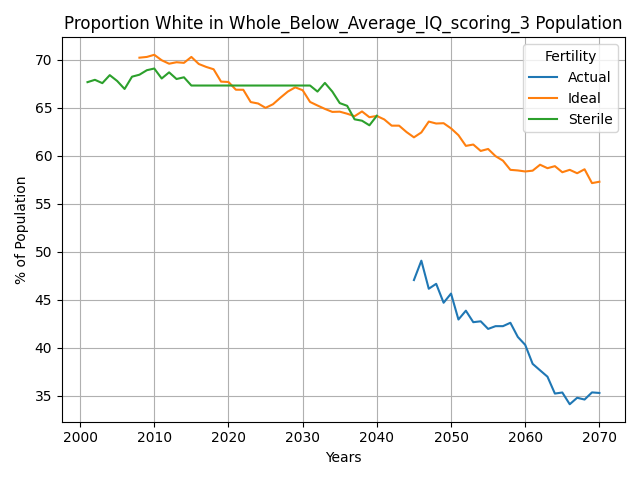 Proportion White in Whole_Below_Average_IQ_scoring_3 Population
% of Population
70
65
60
55
50
45
40
35
Fertility
Actual
Ideal
Sterile
2000 2010 2020 2030 2040 2050 2060 2070
Years